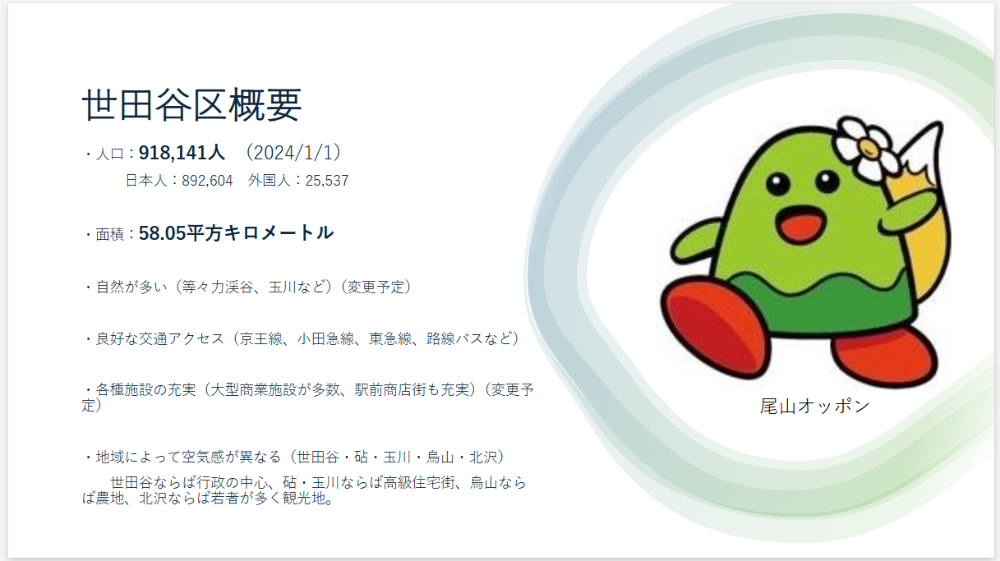 世田谷区概要
・人口：918,141人　（2024/1/1）
日本人：892,604　外国人：25,537
・面積：58.05平方キロメートル
・自然が多い（等々力渓谷、玉川など）（変更予定）
・良好な交通アクセス（京王線、小田急線、東急線、路線バスなど）
・各種施設の充実（大型商業施設が多数、駅前商店街も充実）（変更予
定）
・地域によって空気感が異なる（世田谷・砧・玉川・烏山・北沢）
世田谷ならば行政の中心、砧・玉川ならば高級住宅街、烏山なら
ば農地、北沢ならば若者が多く観光地。
尾山オッポン